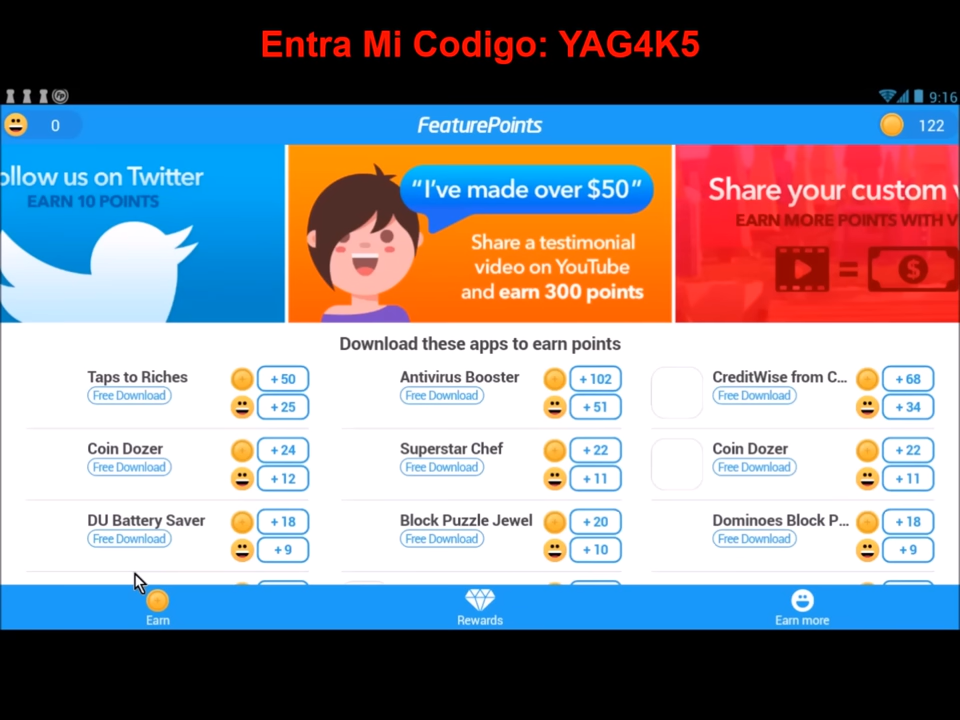 Entra Mi Codigo: YAG4K5
9:16
0
FeaturePoints
122
ollow us on Twitter
EARN 10 POINTS
“I’ve made over $50”
Share a testimonial
video on YouTube
and earn 300 points
Share your custom v
EARN MORE POINTS WITH V
Download these apps to earn points
Taps to Riches
Free Download
+ 50
+ 25
Antivirus Booster
Free Download
+ 102
+ 51
CreditWise from C...
Free Download
+ 68
+ 34
Coin Dozer
Free Download
+ 24
+ 12
Superstar Chef
Free Download
+ 22
+ 11
Coin Dozer
Free Download
+ 22
+ 11
DU Battery Saver
Free Download
+ 18
+ 9
Block Puzzle Jewel
Free Download
+ 20
+ 10
Dominoes Block P...
Free Download
+ 18
+ 9
Earn
Rewards
Earn more